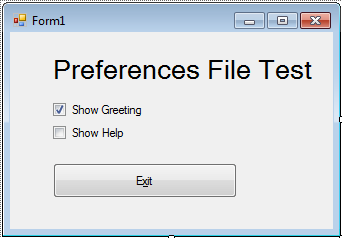 Form1
Preferences File Test
Show Greeting
Show Help
Exit